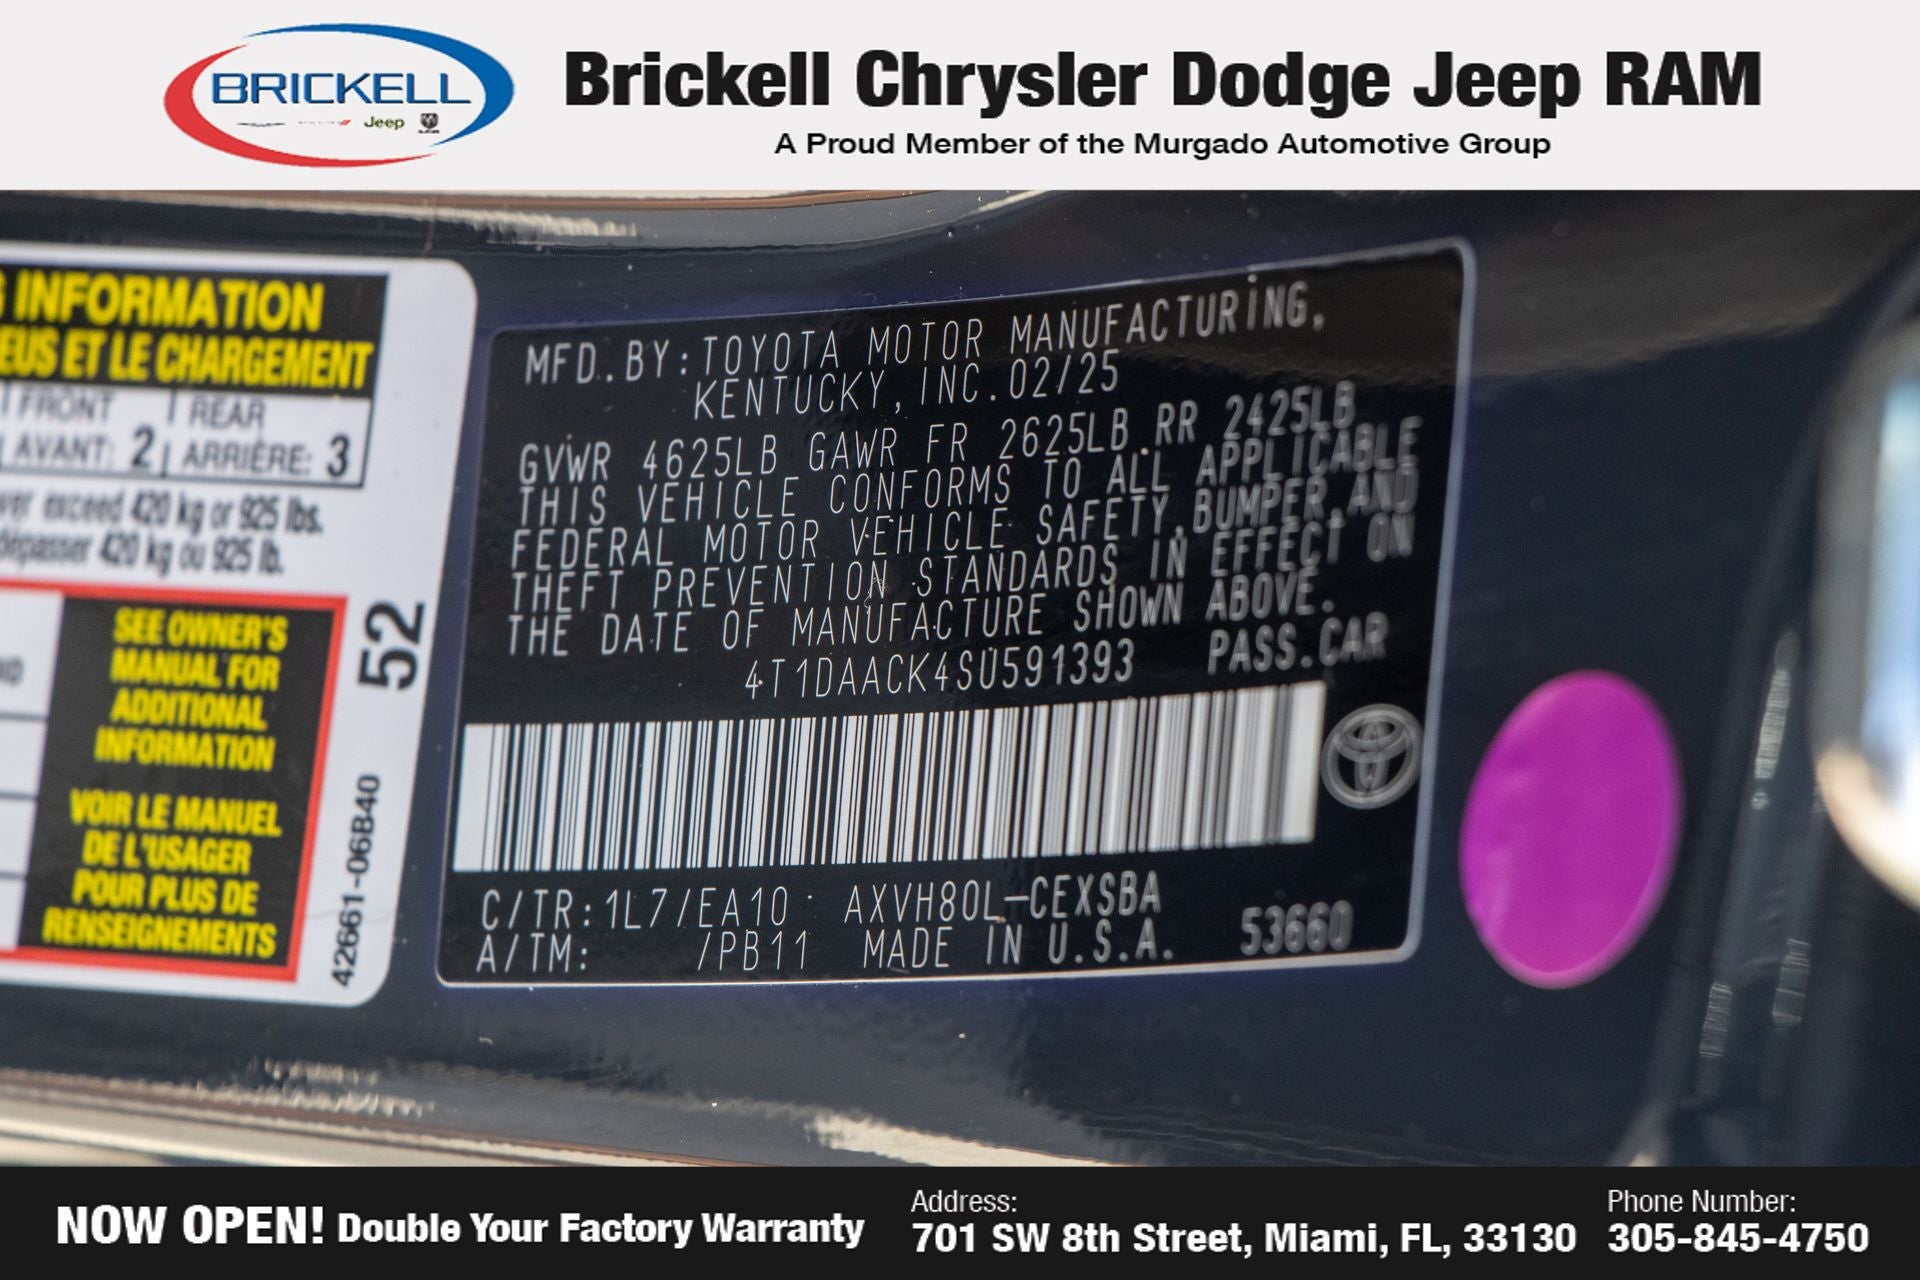 BRICKELL
Jeep
RAM
Brickell Chrysler Dodge Jeep RAM
A Proud Member of the Murgado Automotive Group
INFORMATION
EUS ET LE CHARGEMENT
FRONT REAR
AVANT: 2 ARRIÈRE: 3
exceed 420 kg or 925 lbs.
dépasser 420 kg ou 925 lb.
SEE OWNER'S
MANUAL FOR
ADDITIONAL
INFORMATION
VOIR LE MANUEL
DE L'USAGER
POUR PLUS DE
RENSEIGNEMENTS
52
42661-06B40
MFD.BY:TOYOTA MOTOR MANUFACTURING,
KENTUCKY, INC. 02/25
GVWR 4625LB GAWR FR 2625LB RR 2425LB
THIS VEHICLE CONFORMS TO ALL APPLICABLE
FEDERAL MOTOR VEHICLE SAFETY, BUMPER, AND
THEFT PREVENTION STANDARDS IN EFFECT ON
THE DATE OF MANUFACTURE SHOWN ABOVE.
4T1DAACK4SU591393 PASS.CAR
C/TR:1L7/EA10 AXVH80L-CEXSBA
A/TM: /PB11 MADE IN U.S.A. 53660
NOW OPEN! Double Your Factory Warranty
Address:
701 SW 8th Street, Miami, FL, 33130
Phone Number:
305-845-4750